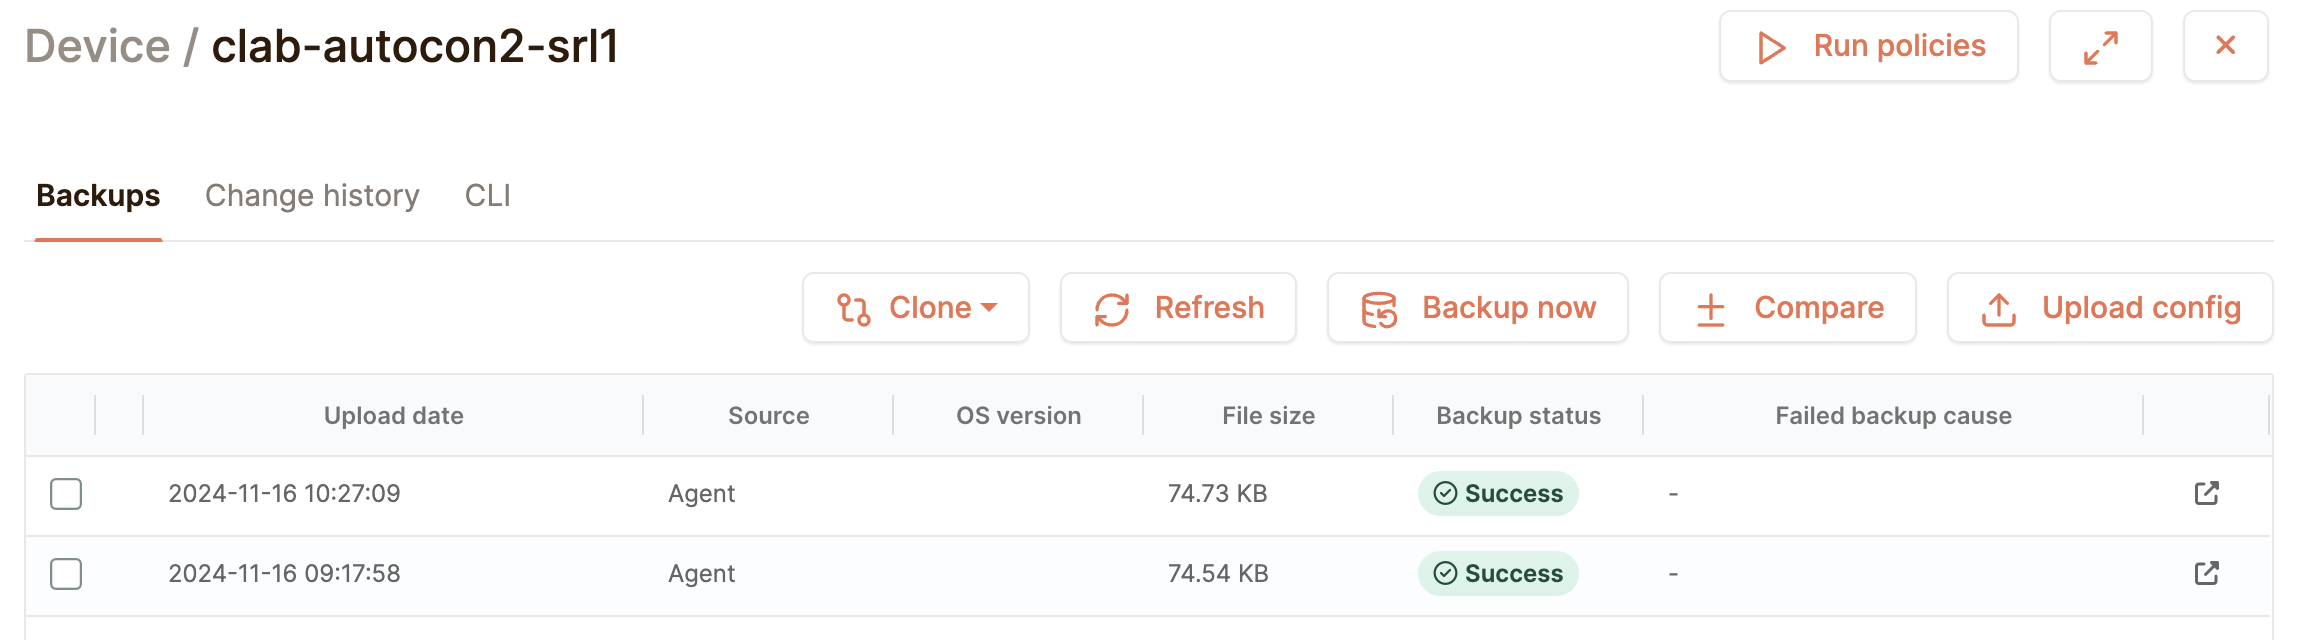 Device / clab-autocon2-srl1
Run policies
Backups Change history CLI
Clone Refresh Backup now Compare Upload config
Upload date Source OS version File size Backup status Failed backup cause
2024-11-16 10:27:09 Agent 74.73 KB Success -
2024-11-16 09:17:58 Agent 74.54 KB Success -